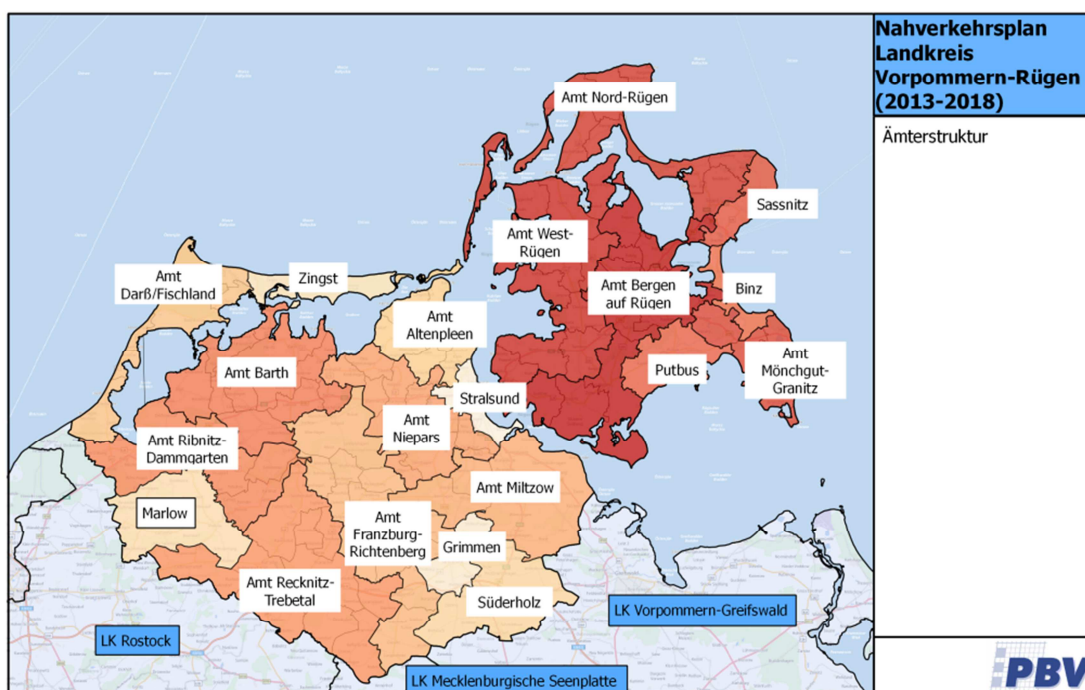 Nahverkehrsplan
Landkreis
Vorpommern-Rügen
(2013-2018)
Ämterstruktur
Amt Nord-Rügen
Sassnitz
Amt West-
Rügen
Amt Bergen
auf Rügen
Binz
Amt
Darß/Fischland
Zingst
Amt
Altenpleen
Putbus
Amt
Mönchgut-
Granitz
Amt Barth
Stralsund
Amt
Niepars
Amt Ribnitz-
Dammgarten
Amt Miltzow
Marlow
Amt
Franzburg-
Richtenberg
Grimmen
Amt Recknitz-
Trebetal
Süderholz
LK Vorpommern-Greifswald
LK Rostock
LK Mecklenburgische Seenplatte
PBV